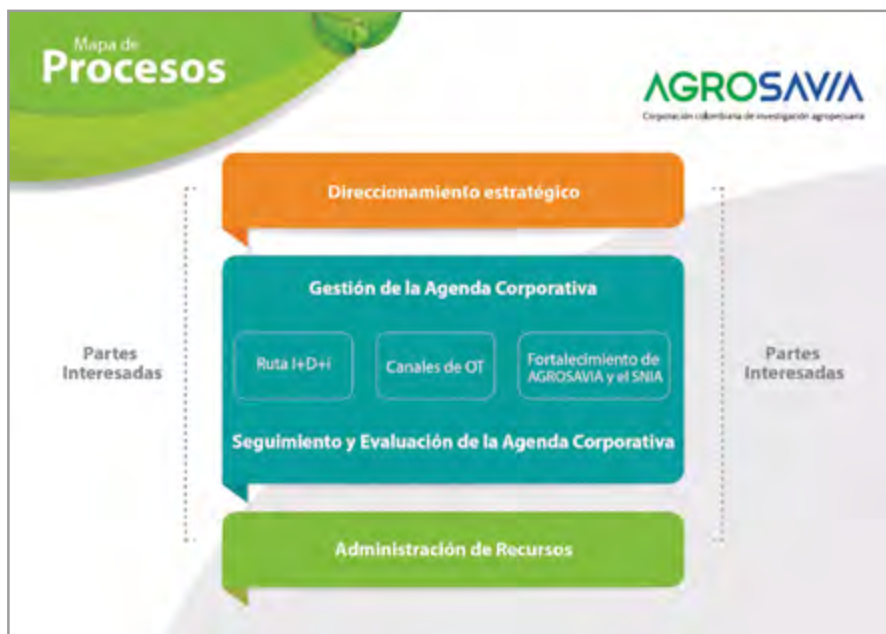 Mapa de
Procesos
AGROSAVIA
Corporación colombiana de investigación agropecuaria
Direccionamiento estratégico
Gestión de la Agenda Corporativa
Partes
Interesadas
Ruta I+D+i
Canales de OT
Fortalecimiento de
AGROSAVIA y el SNIA
Partes
Interesadas
Seguimiento y Evaluación de la Agenda Corporativa
Administración de Recursos